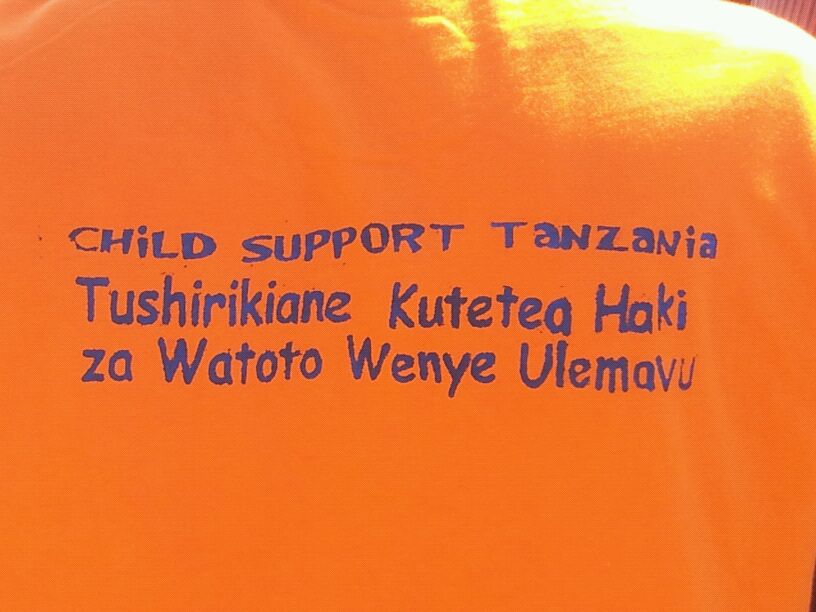 CHiLD SUPPORT TaNZaNia
Tushirikiane Kutetea Haki
za Watoto Wenye Ulemavu